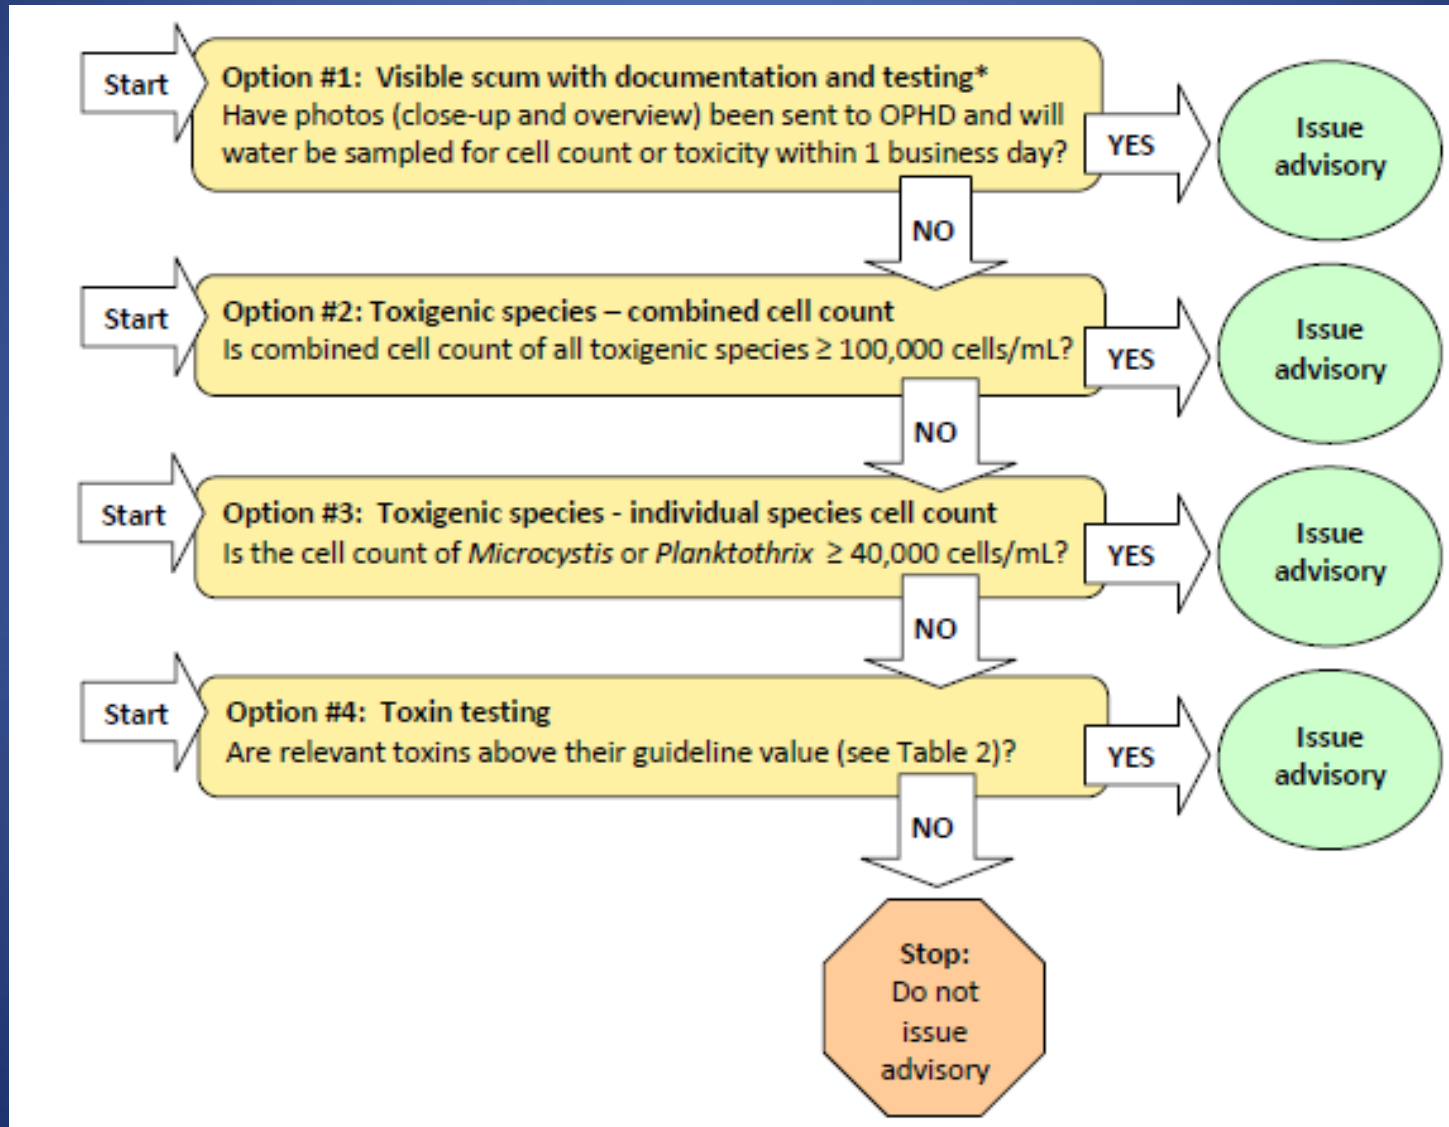 Start
Option #1: Visible scum with documentation and testing*
Have photos (close-up and overview) been sent to OPHD and will
water be sampled for cell count or toxicity within 1 business day?
YES
Issue
advisory
NO
Start
Option #2: Toxigenic species – combined cell count
Is combined cell count of all toxigenic species ≥ 100,000 cells/mL?
YES
Issue
advisory
NO
Start
Option #3: Toxigenic species - individual species cell count
Is the cell count of Microcystis or Planktothrix ≥ 40,000 cells/mL?
YES
Issue
advisory
NO
Start
Option #4: Toxin testing
Are relevant toxins above their guideline value (see Table 2)?
YES
Issue
advisory
NO
Stop:
Do not
issue
advisory